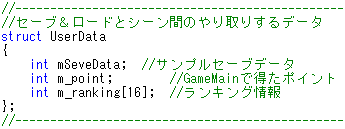 //---------------------------------------------------
//セーブ＆ロードとシーン間のやり取りするデータ
struct UserData
{
    int mSeveData;  //サンプルセーブデータ
    int m_point;        //GameMainで得たポイント
    int m_ranking[16];  //ランキング情報
};
//---------------------------------------------------